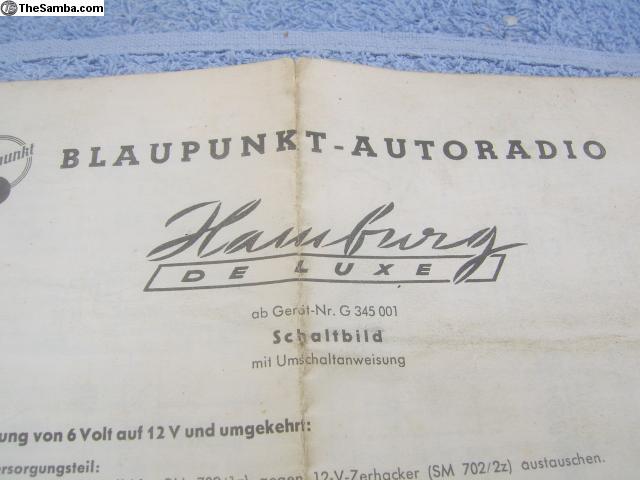 TheSamba.com
punkt
BLAUPUNKT-AUTORADIO
Hamburg
DE LUXE
ab Gerät-Nr. G 345 001
Schaltbild
mit Umschaltanweisung
ung von 6 Volt auf 12 V und umgekehrt:
ersorgungsteil:
gegen 12-V-Zerhacker (SM 702/2z) austauschen.